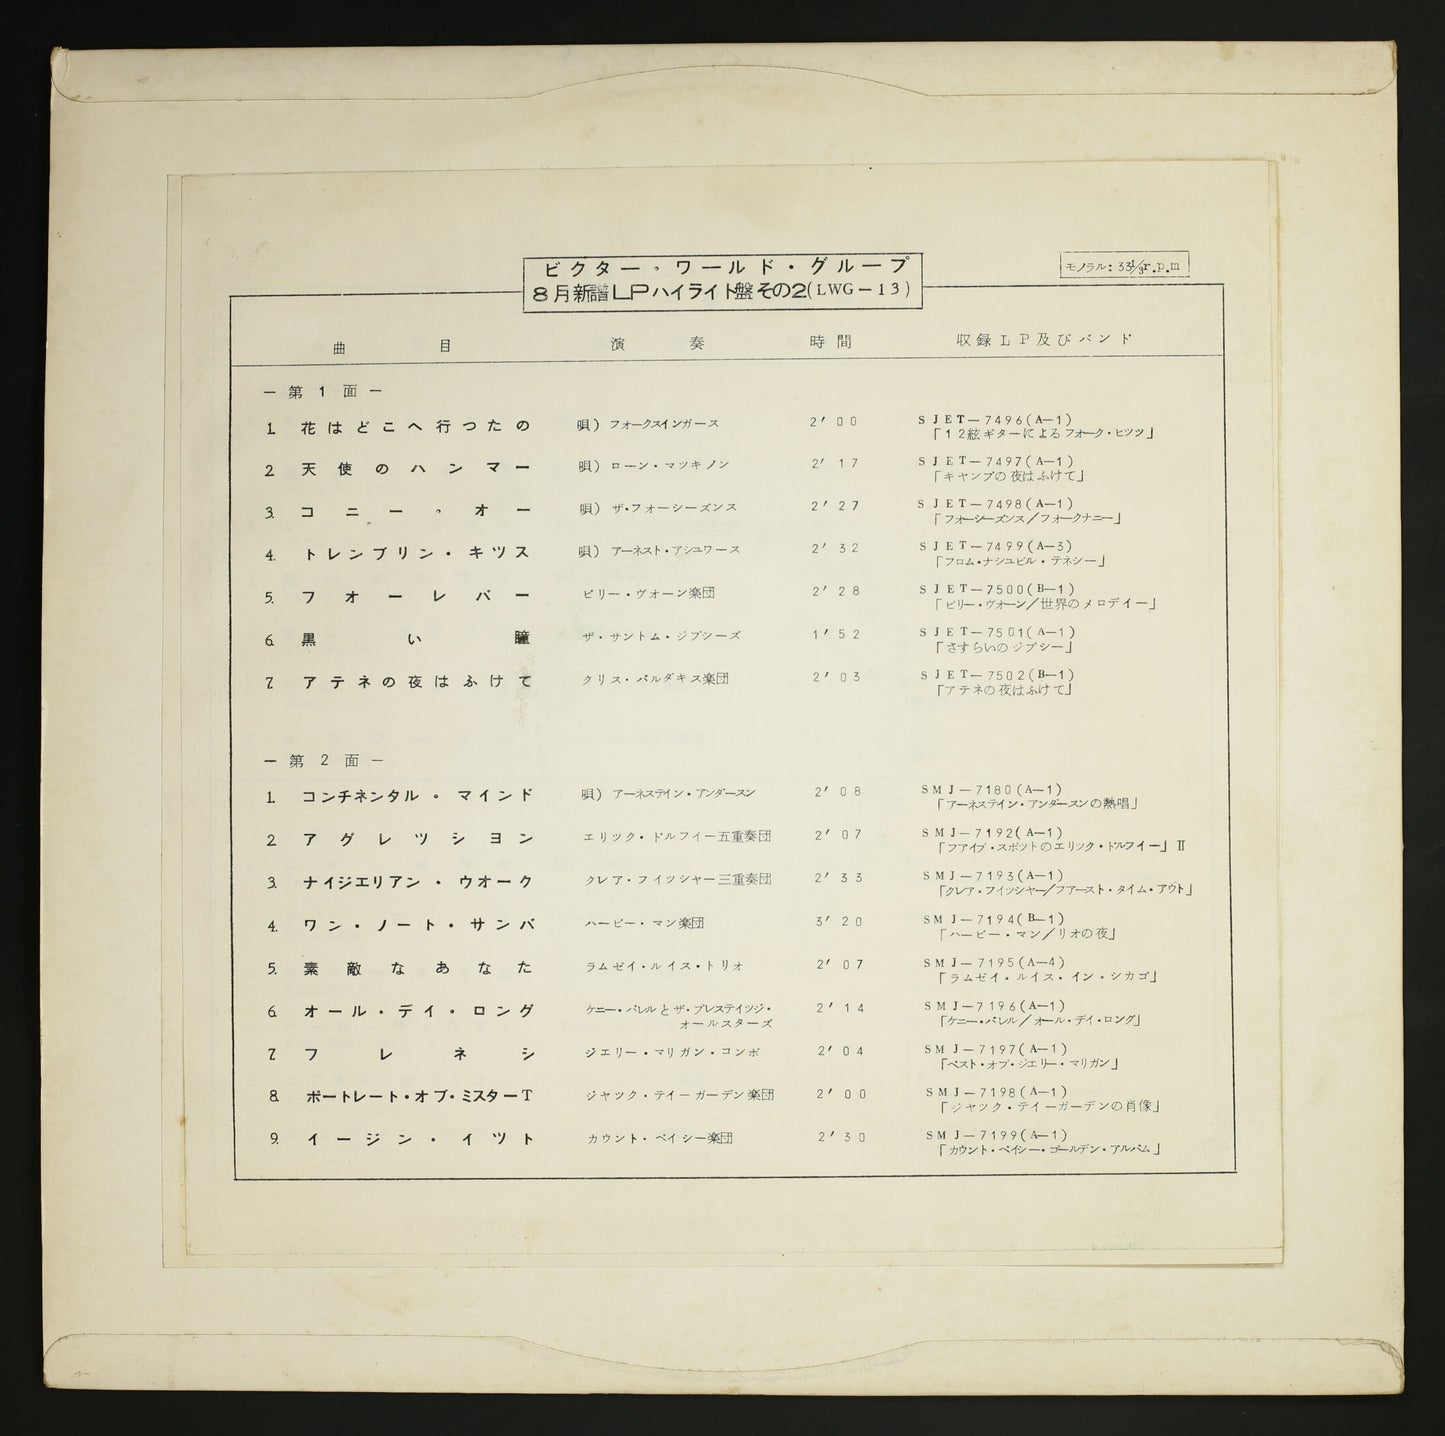 ビクター・ワールド・グループ
8月新譜LPハイライト盤その2(LWG-13)
モノラル: 33⅓r.p.m
曲 目 演 奏 時 間 収録LP及びバンド
— 第 1 面 —
1. 花はどこへ行つたの 唄) フォークスインガース 2′00 SJET-7496(A-1)
「12絃ギターによるフォーク・ヒツツ」
2. 天使のハンマー 唄) ローン・マツキノン 2′17 SJET-7497(A-1)
「キャンプの夜はふけて」
3. コニー・オー 唄) ザ・フォーシーズンス 2′27 SJET-7498(A-1)
「フォーシーズンス/フォークナニー」
4. トレンブリン・キツス 唄) アーネスト・アシユワース 2′32 SJET-7499(A-3)
「フロム・ナシユビル・テネシー」
5. フオーレバー ビリー・ヴォーン楽団 2′28 SJET-7500(B-1)
「ビリー・ヴォーン/世界のメロデイー」
6. 黒い瞳 ザ・サントム・ジプシーズ 1′52 SJET-7501(A-1)
「さすらいのジプシー」
7. アテネの夜はふけて クリス・バルダキス楽団 2′03 SJET-7502(B-1)
「アテネの夜はふけて」
— 第 2 面 —
1. コンチネンタル・マインド 唄) アーネステイン・アンダースン 2′08 SMJ-7180(A-1)
「アーネステイン・アンダースンの熱唱」
2. アグレツシヨン エリツク・ドルフイー五重奏団 2′07 SMJ-7192(A-1)
「フアイブ・スポットのエリック・ドルフイー」Ⅱ
3. ナイジエリアン・ウオーク クレア・フイツシャー三重奏団 2′33 SMJ-7193(A-1)
「クレア・フイッシャー/フアースト・タイム・アウト」
4. ワン・ノート・サンバ ハービー・マン楽団 3′20 SMJ-7194(B-1)
「ハービー・マン/リオの夜」
5. 素敵なあなた ラムゼイ・ルイス・トリオ 2′07 SMJ-7195(A-4)
「ラムゼイ・ルイス・イン・シカゴ」
6. オール・デイ・ロング ケニー・バレルとザ・プレステイツジ・ 2′14 SMJ-7196(A-1)
オールスターズ 「ケニー・バレル/オール・デイ・ロング」
7. フレネシ ジエリー・マリガン・コンボ 2′04 SMJ-7197(A-1)
「ベスト・オブ・ジエリー・マリガン」
8. ポートレート・オブ・ミスターT ジャツク・テイーガーデン楽団 2′00 SMJ-7198(A-1)
「ジャツク・テイーガーデンの肖像」
9. イージン・イツト カウント・ベイシー楽団 2′30 SMJ-7199(A-1)
「カウント・ベイシー・ゴールデン・アルバム」